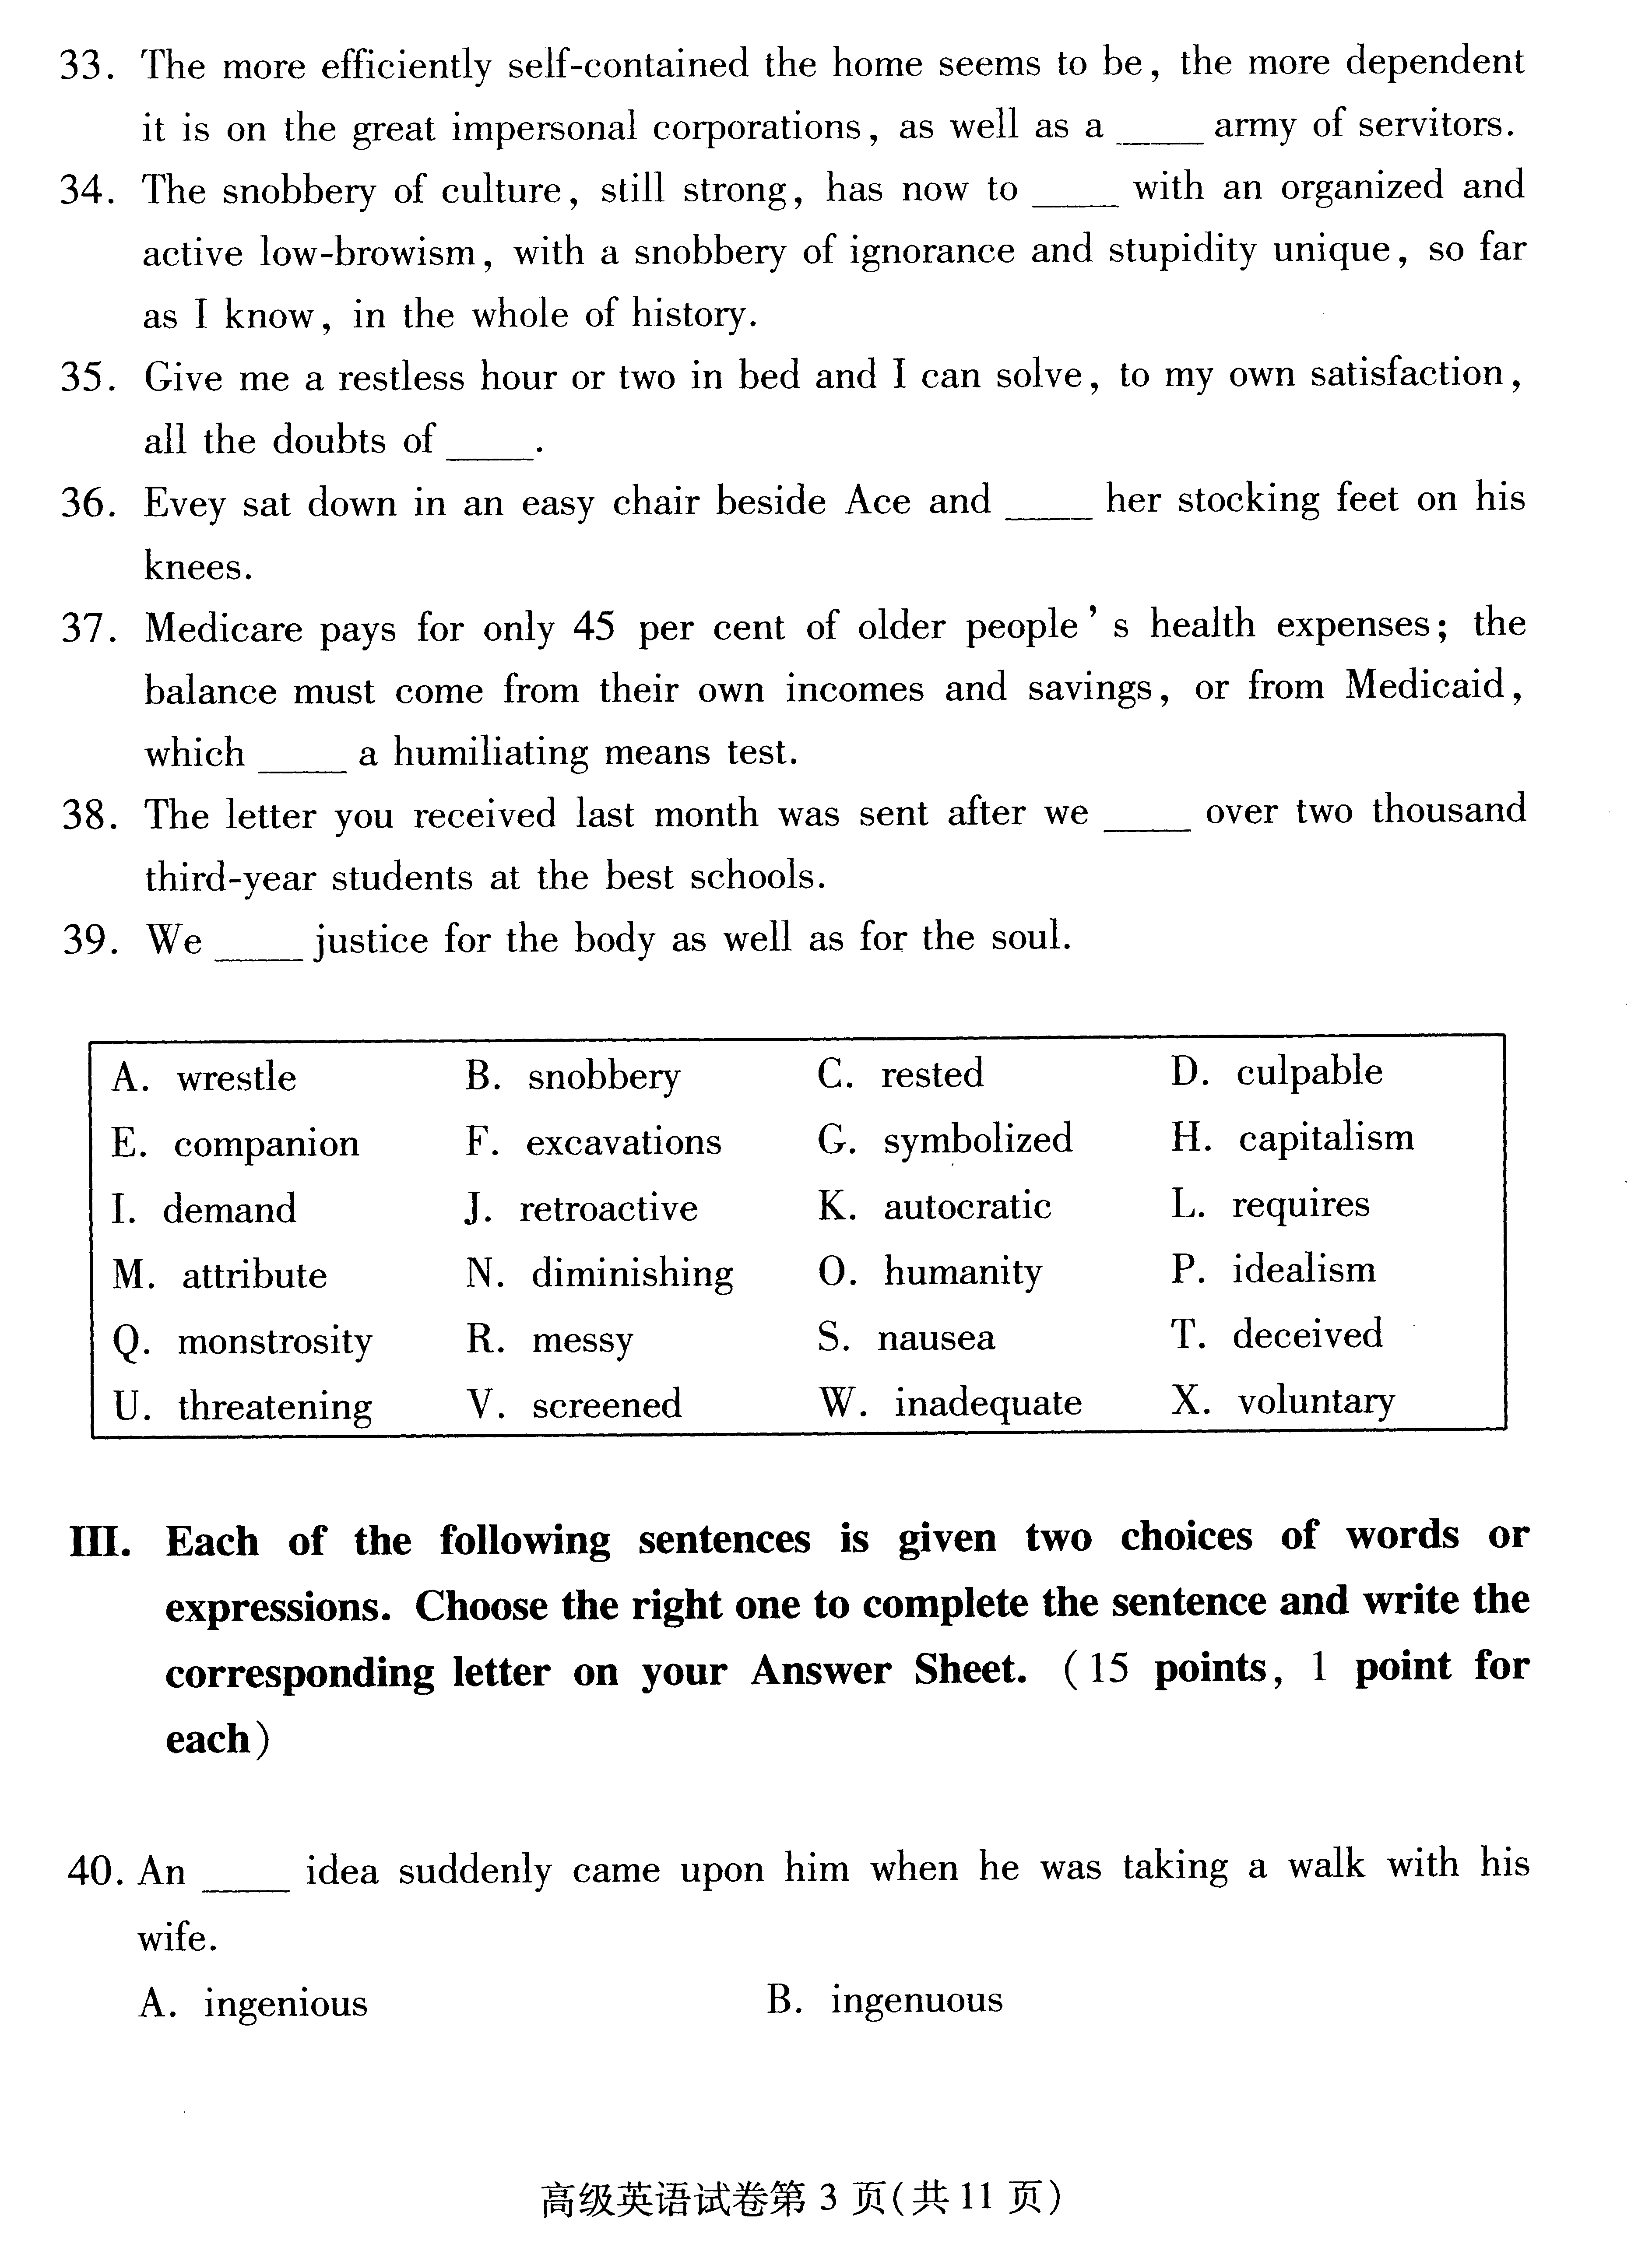 33. The more efficiently self-contained the home seems to be, the more dependent
it is on the great impersonal corporations, as well as a ____ army of servitors.
34. The snobbery of culture, still strong, has now to ____ with an organized and
active low-browism, with a snobbery of ignorance and stupidity unique, so far
as I know, in the whole of history.
35. Give me a restless hour or two in bed and I can solve, to my own satisfaction,
all the doubts of ____.
36. Evey sat down in an easy chair beside Ace and ____ her stocking feet on his
knees.
37. Medicare pays for only 45 per cent of older people's health expenses; the
balance must come from their own incomes and savings, or from Medicaid,
which ____ a humiliating means test.
38. The letter you received last month was sent after we ____ over two thousand
third-year students at the best schools.
39. We ____ justice for the body as well as for the soul.
A. wrestle B. snobbery C. rested D. culpable
E. companion F. excavations G. symbolized H. capitalism
I. demand J. retroactive K. autocratic L. requires
M. attribute N. diminishing O. humanity P. idealism
Q. monstrosity R. messy S. nausea T. deceived
U. threatening V. screened W. inadequate X. voluntary
III. Each of the following sentences is given two choices of words or
expressions. Choose the right one to complete the sentence and write the
corresponding letter on your Answer Sheet. (15 points, 1 point for
each)
40. An ____ idea suddenly came upon him when he was taking a walk with his
wife.
A. ingenious B. ingenuous
高级英语试卷第 3 页(共 11 页)